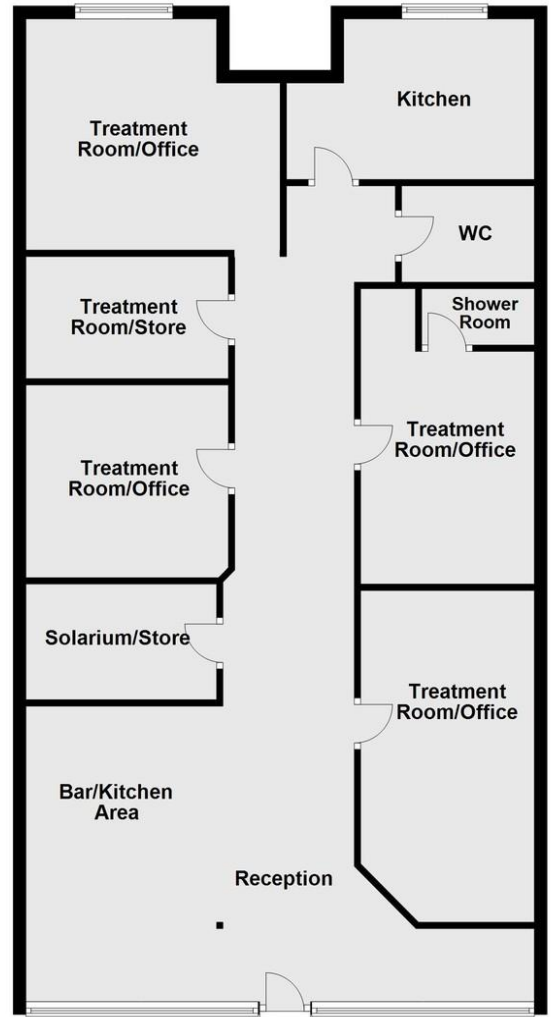 Treatment
Room/Office
Kitchen
WC
Treatment
Room/Store
Shower
Room
Treatment
Room/Office
Treatment
Room/Office
Solarium/Store
Treatment
Room/Office
Bar/Kitchen
Area
Reception